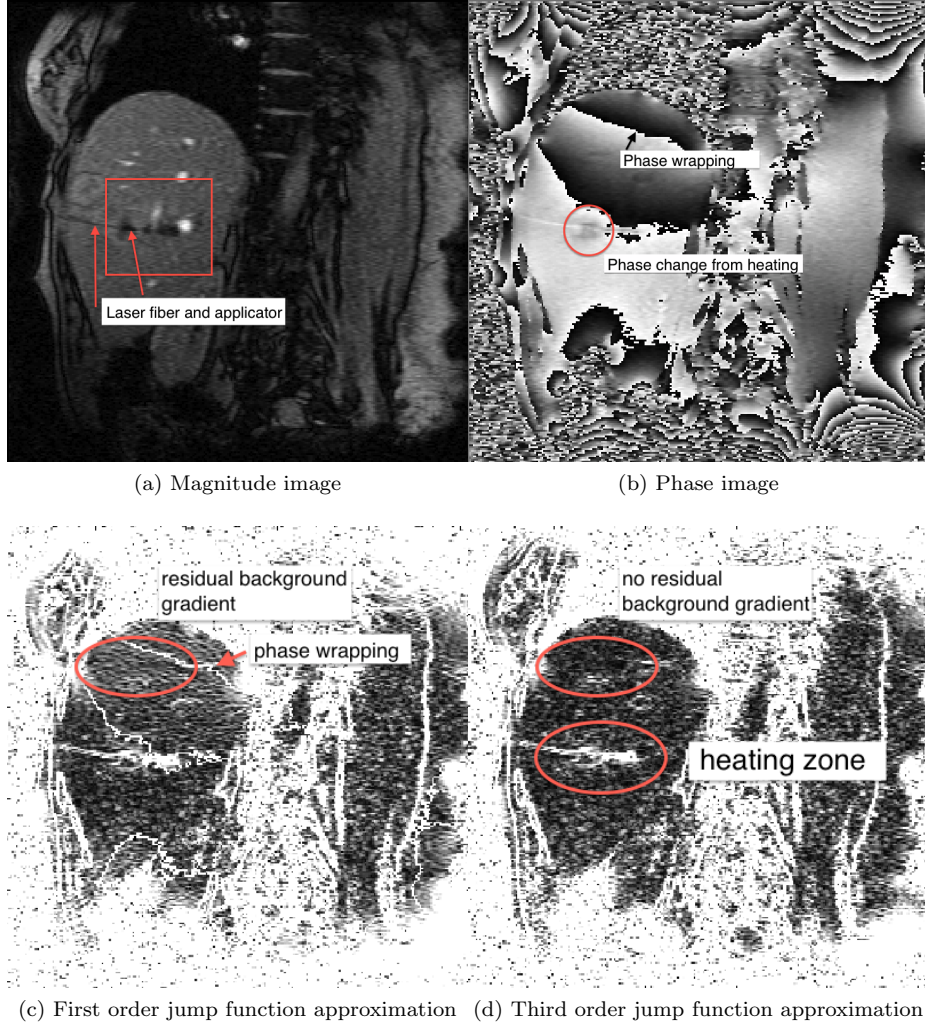 Laser fiber and applicator
Phase wrapping
Phase change from heating
(a) Magnitude image
(b) Phase image
residual background
gradient
phase wrapping
no residual
background gradient
heating zone
(c) First order jump function approximation
(d) Third order jump function approximation